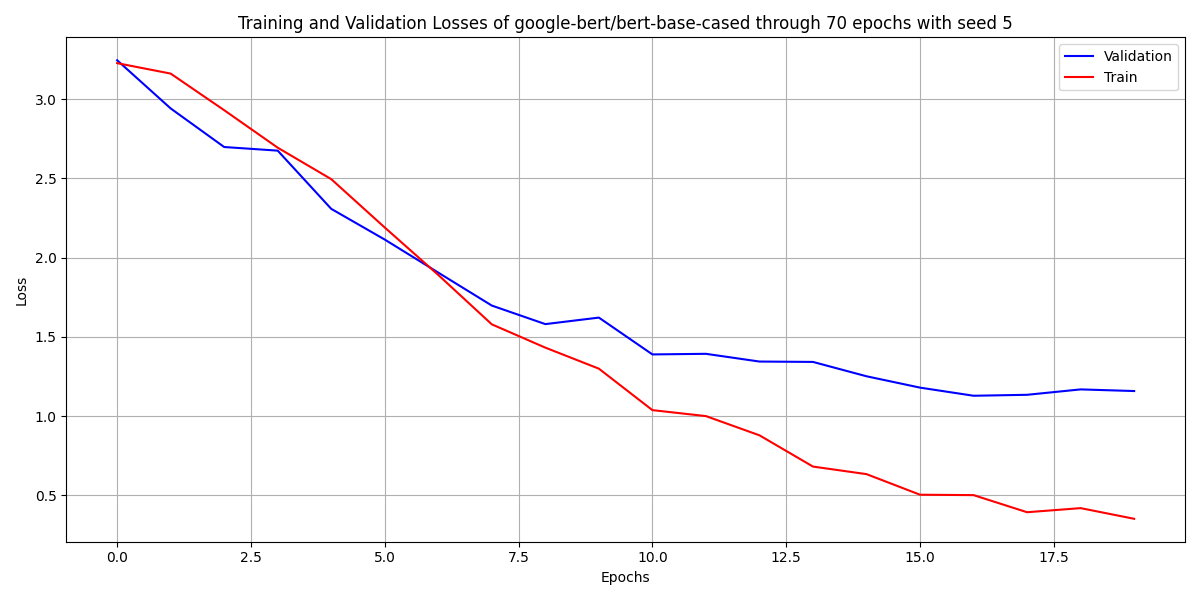 Training and Validation Losses of google-bert/bert-base-cased through 70 epochs with seed 5
Validation
Train
Loss
3.0
2.5
2.0
1.5
1.0
0.5
0.0 2.5 5.0 7.5 10.0 12.5 15.0 17.5
Epochs